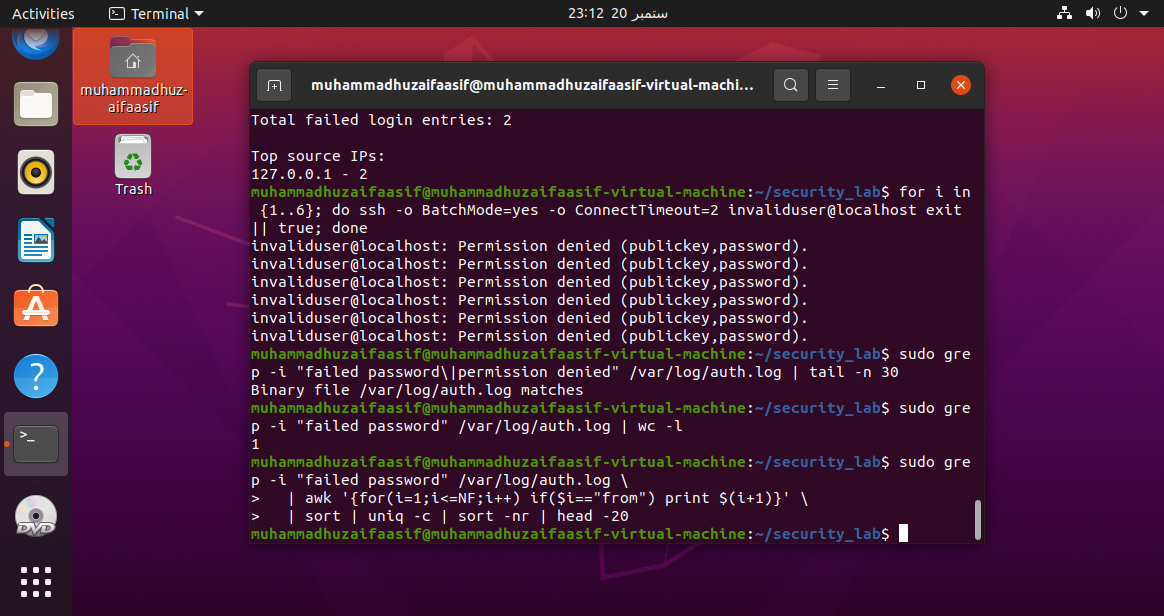 Activities
Terminal
23:12 20 ستمبر
muhammadhuz-
aifaasif
Trash
muhammadhuzaifaasif@muhammadhuzaifaasif-virtual-machi...
Total failed login entries: 2
Top source IPs:
127.0.0.1 - 2
muhammadhuzaifaasif@muhammadhuzaifaasif-virtual-machine:~/security_lab$ for i in
{1..6}; do ssh -o BatchMode=yes -o ConnectTimeout=2 invaliduser@localhost exit
|| true; done
invaliduser@localhost: Permission denied (publickey,password).
invaliduser@localhost: Permission denied (publickey,password).
invaliduser@localhost: Permission denied (publickey,password).
invaliduser@localhost: Permission denied (publickey,password).
invaliduser@localhost: Permission denied (publickey,password).
invaliduser@localhost: Permission denied (publickey,password).
muhammadhuzaifaasif@muhammadhuzaifaasif-virtual-machine:~/security_lab$ sudo gre
p -i "failed password\|permission denied" /var/log/auth.log | tail -n 30
Binary file /var/log/auth.log matches
muhammadhuzaifaasif@muhammadhuzaifaasif-virtual-machine:~/security_lab$ sudo gre
p -i "failed password" /var/log/auth.log | wc -l
1
muhammadhuzaifaasif@muhammadhuzaifaasif-virtual-machine:~/security_lab$ sudo gre
p -i "failed password" /var/log/auth.log \
>   | awk '{for(i=1;i<=NF;i++) if($i=="from") print $(i+1)}' \
>   | sort | uniq -c | sort -nr | head -20
muhammadhuzaifaasif@muhammadhuzaifaasif-virtual-machine:~/security_lab$
DVD